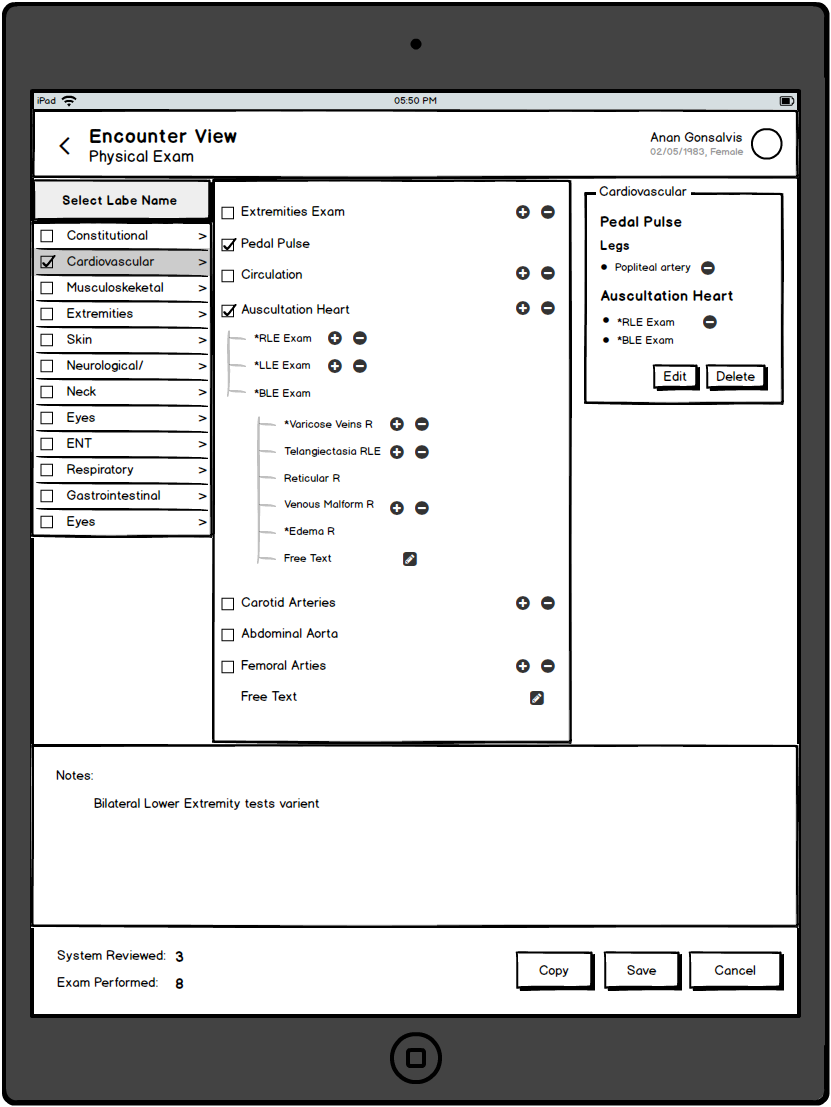 iPad
05:50 PM
Encounter View
Physical Exam
Anan Gonsalvis
02/05/1983, Female
Select Labe Name
Constitutional >
Cardiovascular >
Musculoskeketal >
Extremities >
Skin >
Neurological/ >
Neck >
Eyes >
ENT >
Respiratory >
Gastrointestinal >
Eyes >
Extremities Exam
Pedal Pulse
Circulation
Auscultation Heart
*RLE Exam
*LLE Exam
*BLE Exam
*Varicose Veins R
Telangiectasia RLE
Reticular R
Venous Malform R
*Edema R
Free Text
Carotid Arteries
Abdominal Aorta
Femoral Arties
Free Text
Cardiovascular
Pedal Pulse
Legs
• Popliteal artery
Auscultation Heart
• *RLE Exam
• *BLE Exam
Edit
Delete
Notes:
Bilateral Lower Extremity tests varient
System Reviewed: 3
Exam Performed: 8
Copy
Save
Cancel